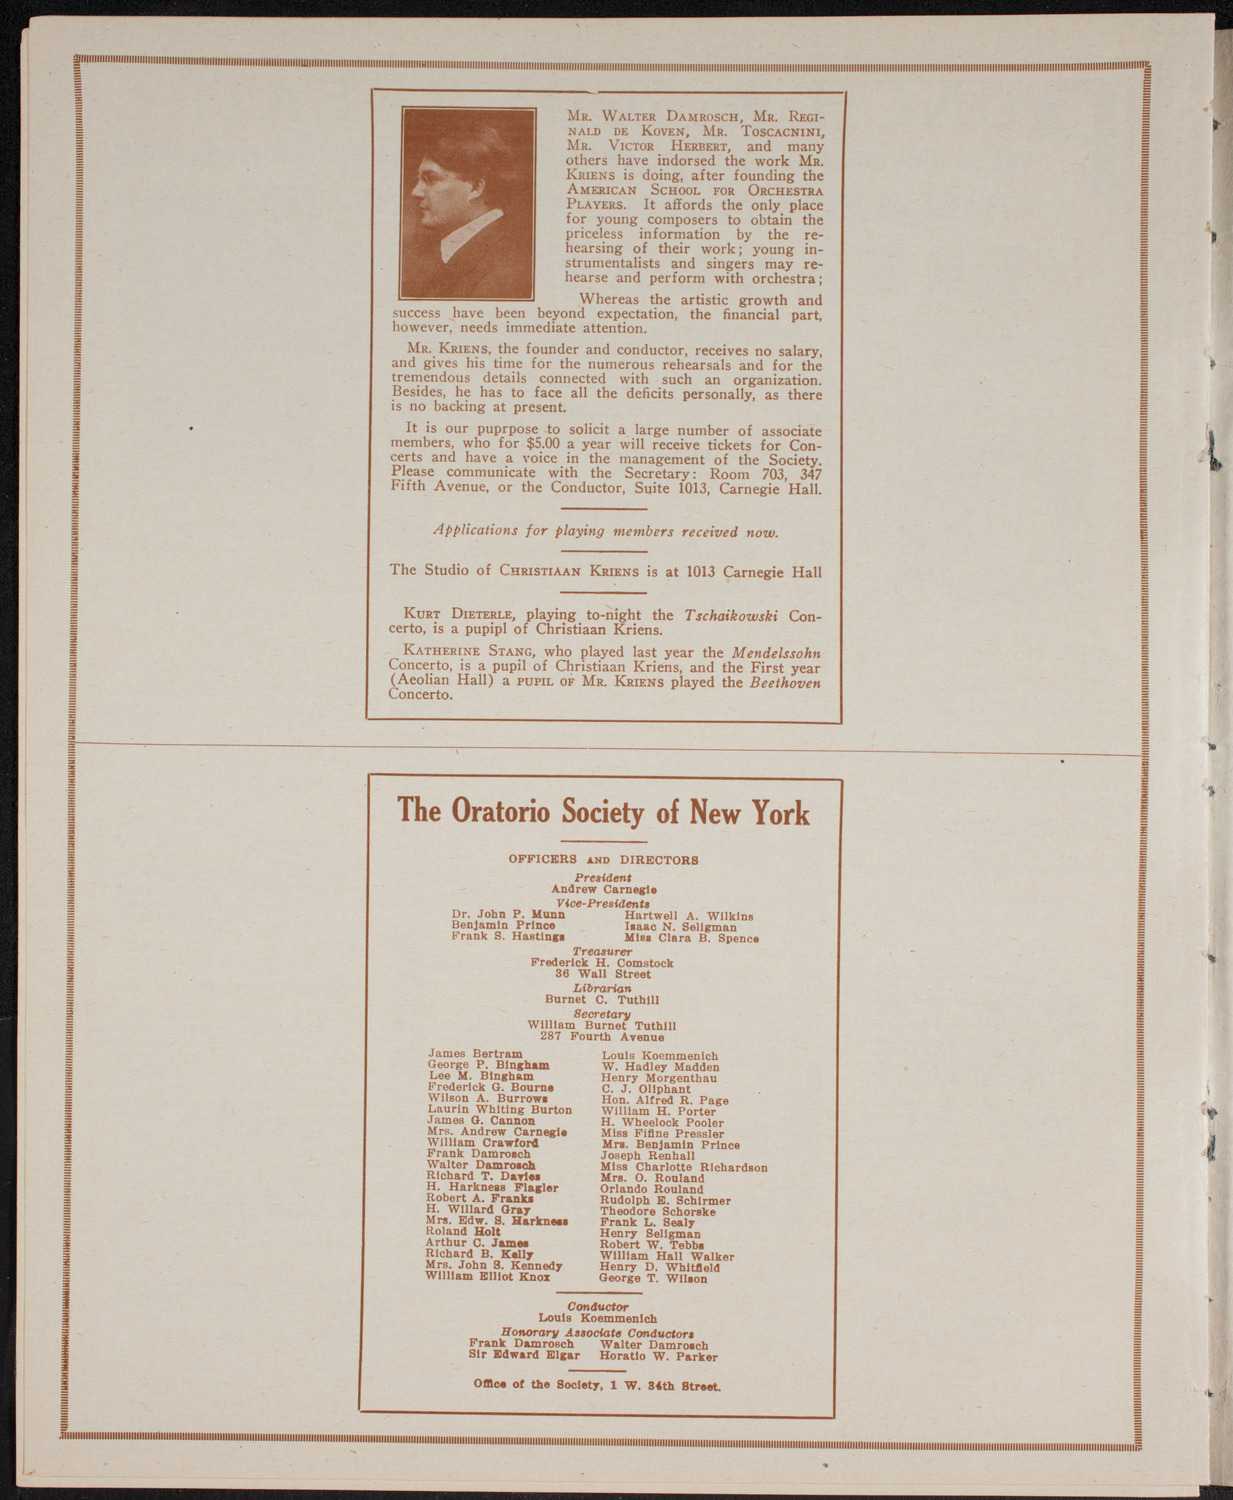 Mr. Walter Damrosch, Mr. Regi-
nald de Koven, Mr. Toscacnini,
Mr. Victor Herbert, and many
others have indorsed the work Mr.
Kriens is doing, after founding the
American School for Orchestra
Players. It affords the only place
for young composers to obtain the
priceless information by the re-
hearsing of their work; young in-
strumentalists and singers may re-
hearse and perform with orchestra;
Whereas the artistic growth and
success have been beyond expectation, the financial part,
however, needs immediate attention.
Mr. Kriens, the founder and conductor, receives no salary,
and gives his time for the numerous rehearsals and for the
tremendous details connected with such an organization.
Besides, he has to face all the deficits personally, as there
is no backing at present.
It is our puprpose to solicit a large number of associate
members, who for $5.00 a year will receive tickets for Con-
certs and have a voice in the management of the Society.
Please communicate with the Secretary: Room 703, 347
Fifth Avenue, or the Conductor, Suite 1013, Carnegie Hall.
Applications for playing members received now.
The Studio of Christiaan Kriens is at 1013 Carnegie Hall
Kurt Dieterle, playing to-night the Tschaikowski Con-
certo, is a pupipl of Christiaan Kriens.
Katherine Stang, who played last year the Mendelssohn
Concerto, is a pupil of Christiaan Kriens, and the First year
(Aeolian Hall) a pupil of Mr. Kriens played the Beethoven
Concerto.
The Oratorio Society of New York
OFFICERS AND DIRECTORS
President
Andrew Carnegie
Vice-Presidents
Dr. John P. Munn
Benjamin Prince
Frank S. Hastings
Hartwell A. Wilkins
Isaac N. Seligman
Miss Clara B. Spence
Treasurer
Frederick H. Comstock
36 Wall Street
Librarian
Burnet C. Tuthill
Secretary
William Burnet Tuthill
287 Fourth Avenue
James Bertram
George P. Bingham
Lee M. Bingham
Frederick G. Bourne
Wilson A. Burrows
Laurin Whiting Burton
James G. Cannon
Mrs. Andrew Carnegie
William Crawford
Frank Damrosch
Walter Damrosch
Richard T. Davies
H. Harkness Flagler
Robert A. Franks
H. Willard Gray
Mrs. Edw. S. Harkness
Roland Holt
Arthur C. James
Richard B. Kelly
Mrs. John S. Kennedy
William Elliot Knox
Louis Koemmenich
W. Hadley Madden
Henry Morgenthau
C. J. Oliphant
Hon. Alfred R. Page
William H. Porter
H. Wheelock Pooler
Miss Fifine Pressler
Mrs. Benjamin Prince
Joseph Renhall
Miss Charlotte Richardson
Mrs. O. Rouland
Orlando Rouland
Rudolph E. Schirmer
Theodore Schorske
Frank L. Sealy
Henry Seligman
Robert W. Tebbs
William Hall Walker
Henry D. Whitfield
George T. Wilson
Conductor
Louis Koemmenich
Honorary Associate Conductors
Frank Damrosch Walter Damrosch
Sir Edward Elgar Horatio W. Parker
Office of the Society, 1 W. 34th Street.